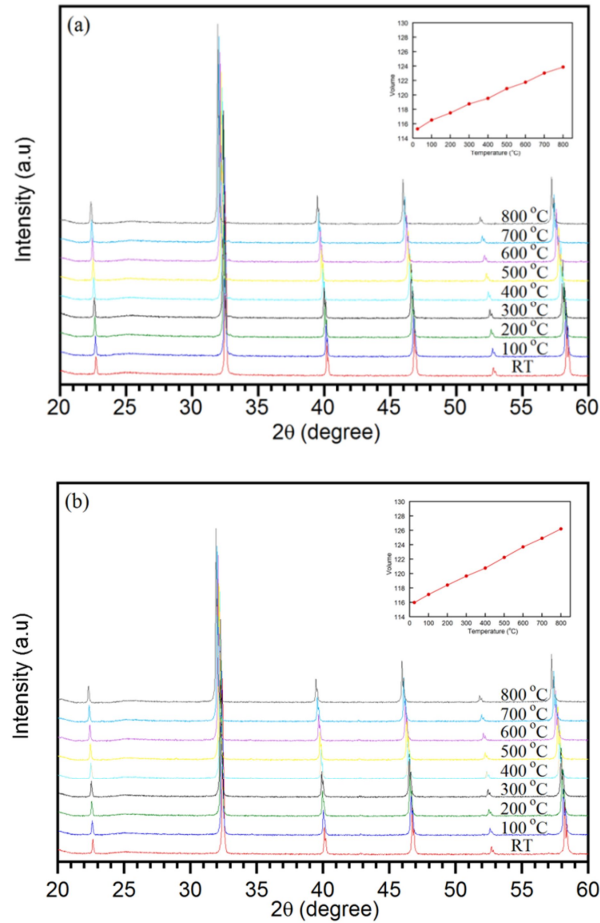 (a)
Intensity (a.u)
130
128
126
124
122
120
118
116
114
Volume
0 100 200 300 400 500 600 700 800
Temperature (°C)
800 °C
700 °C
600 °C
500 °C
400 °C
300 °C
200 °C
100 °C
RT
20 25 30 35 40 45 50 55 60
2θ (degree)
(b)
Intensity (a.u)
130
128
126
124
122
120
118
116
114
Volume
0 100 200 300 400 500 600 700 800
Temperature (°C)
800 °C
700 °C
600 °C
500 °C
400 °C
300 °C
200 °C
100 °C
RT
20 25 30 35 40 45 50 55 60
2θ (degree)